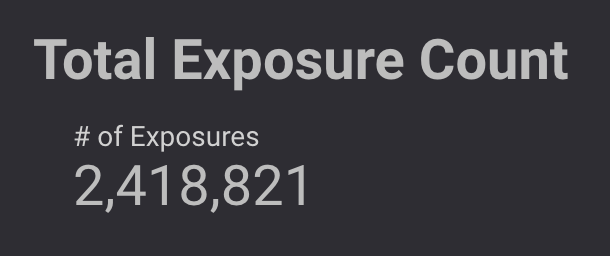 Total Exposure Count
# of Exposures
2,418,821